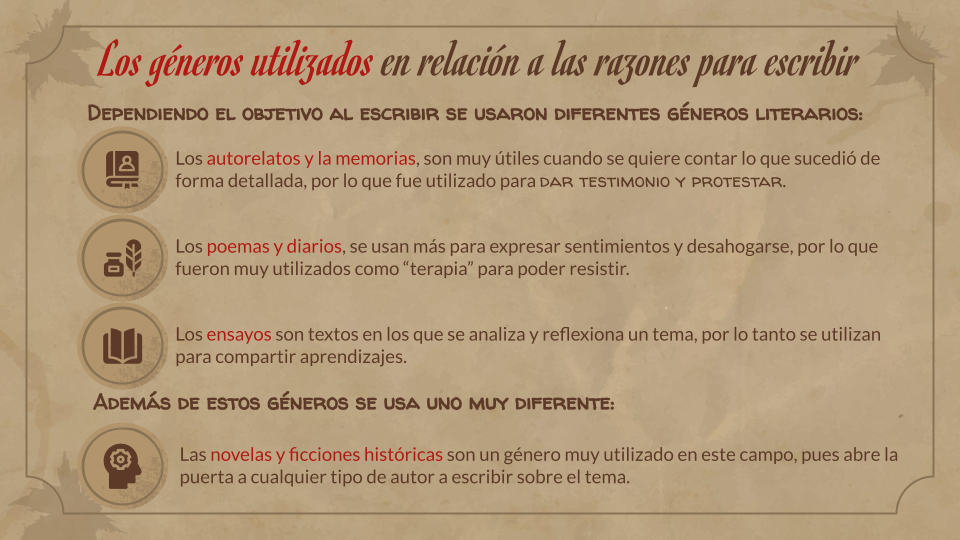 Los géneros utilizados en relación a las razones para escribir
Dependiendo el objetivo al escribir se usaron diferentes géneros literarios:
Los autorelatos y la memorias, son muy útiles cuando se quiere contar lo que sucedió de
forma detallada, por lo que fue utilizado para dar testimonio y protestar.
Los poemas y diarios, se usan más para expresar sentimientos y desahogarse, por lo que
fueron muy utilizados como “terapia” para poder resistir.
Los ensayos son textos en los que se analiza y reflexiona un tema, por lo tanto se utilizan
para compartir aprendizajes.
Además de estos géneros se usa uno muy diferente:
Las novelas y ficciones históricas son un género muy utilizado en este campo, pues abre la
puerta a cualquier tipo de autor a escribir sobre el tema.